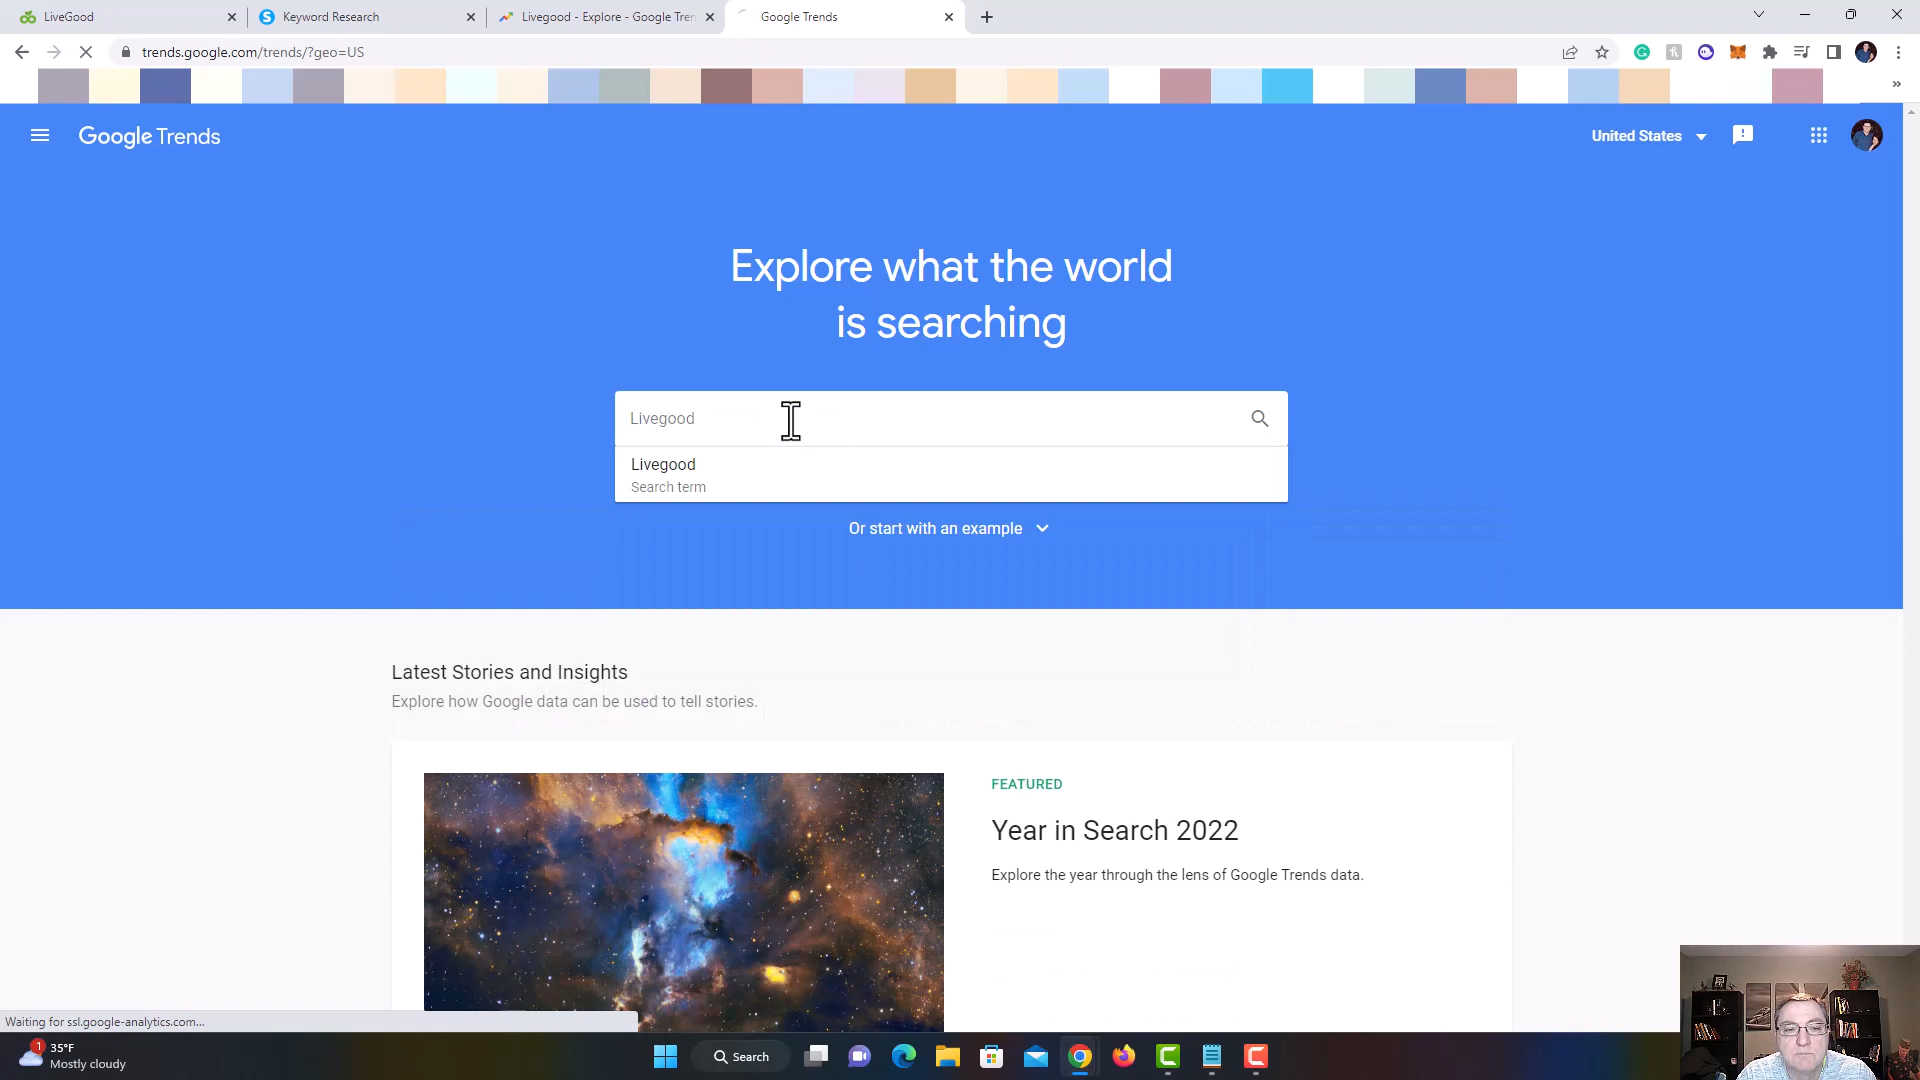 LiveGood
Keyword Research
Livegood - Explore - Google Tren
Google Trends
trends.google.com/trends/?geo=US
Google Trends
United States
Explore what the world
is searching
Livegood
Livegood
Search term
Or start with an example
Latest Stories and Insights
Explore how Google data can be used to tell stories.
FEATURED
Year in Search 2022
Explore the year through the lens of Google Trends data.
Waiting for ssl.google-analytics.com...
1
35°F
Mostly cloudy
Search